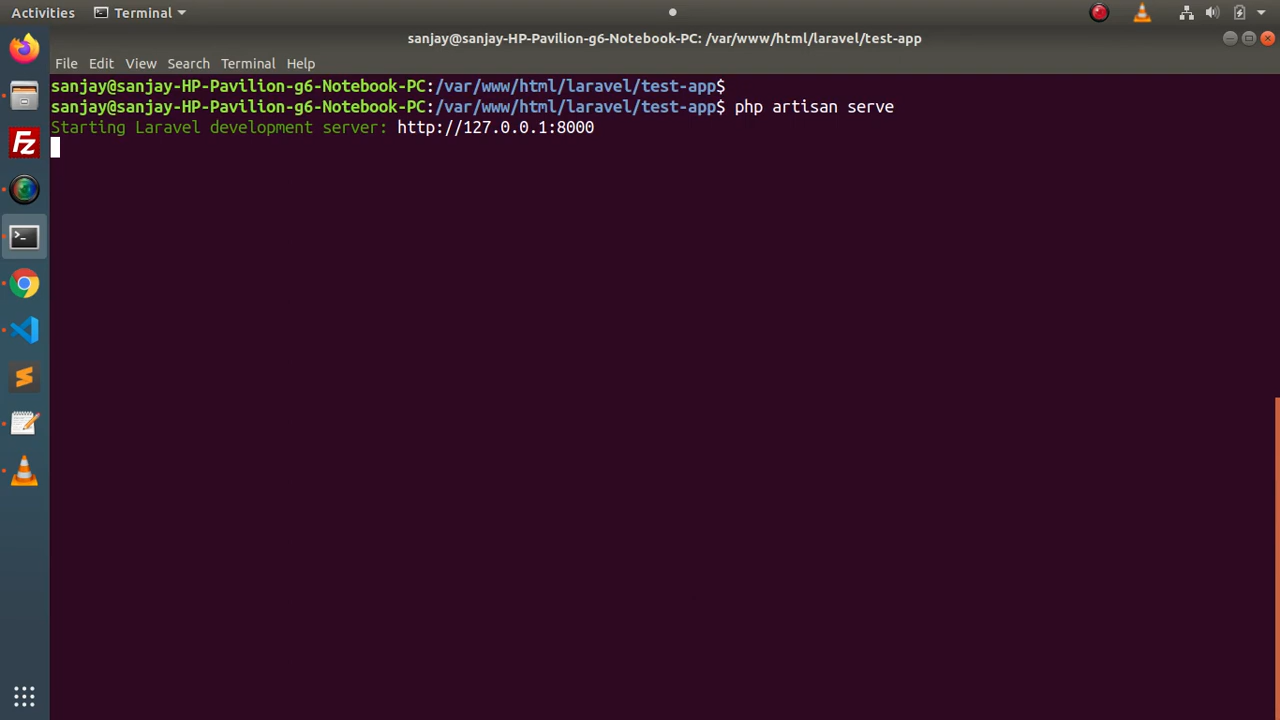 Activities Terminal
sanjay@sanjay-HP-Pavilion-g6-Notebook-PC: /var/www/html/laravel/test-app
File Edit View Search Terminal Help
sanjay@sanjay-HP-Pavilion-g6-Notebook-PC:/var/www/html/laravel/test-app$
sanjay@sanjay-HP-Pavilion-g6-Notebook-PC:/var/www/html/laravel/test-app$ php artisan serve
Starting Laravel development server: http://127.0.0.1:8000